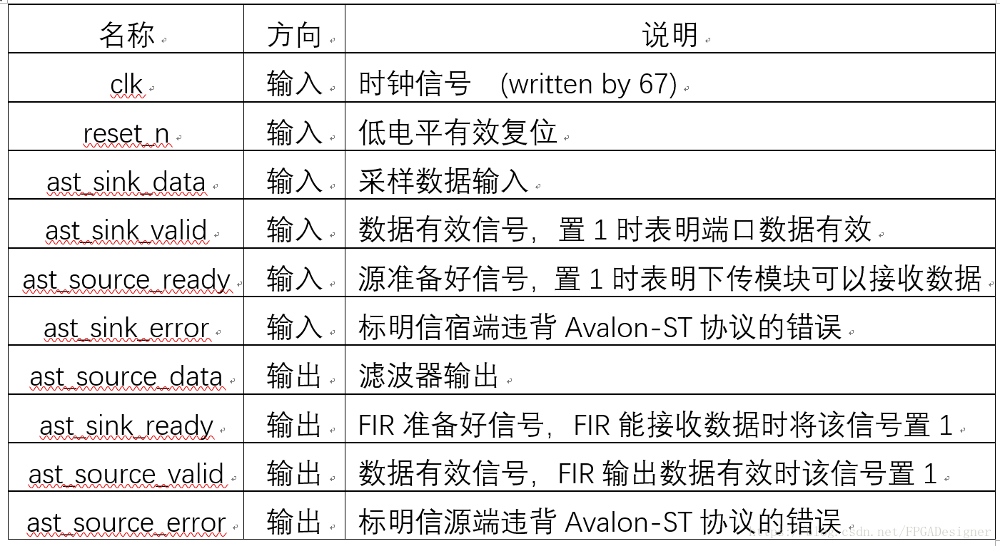 名称 方向 说明
clk 输入 时钟信号 (written by 67)
reset_n 输入 低电平有效复位
ast_sink_data 输入 采样数据输入
ast_sink_valid 输入 数据有效信号，置 1 时表明端口数据有效
ast_source_ready 输入 源准备好信号，置 1 时表明下传模块可以接收数据
ast_sink_error 输入 标明信宿端违背 Avalon-ST 协议的错误
ast_source_data 输出 滤波器输出
ast_sink_ready 输出 FIR 准备好信号，FIR 能接收数据时将该信号置 1
ast_source_valid 输出 数据有效信号，FIR 输出数据有效时该信号置 1
ast_source_error 输出 标明信源端违背 Avalon-ST 协议的错误
https://blog.csdn.net/FPGADesigner